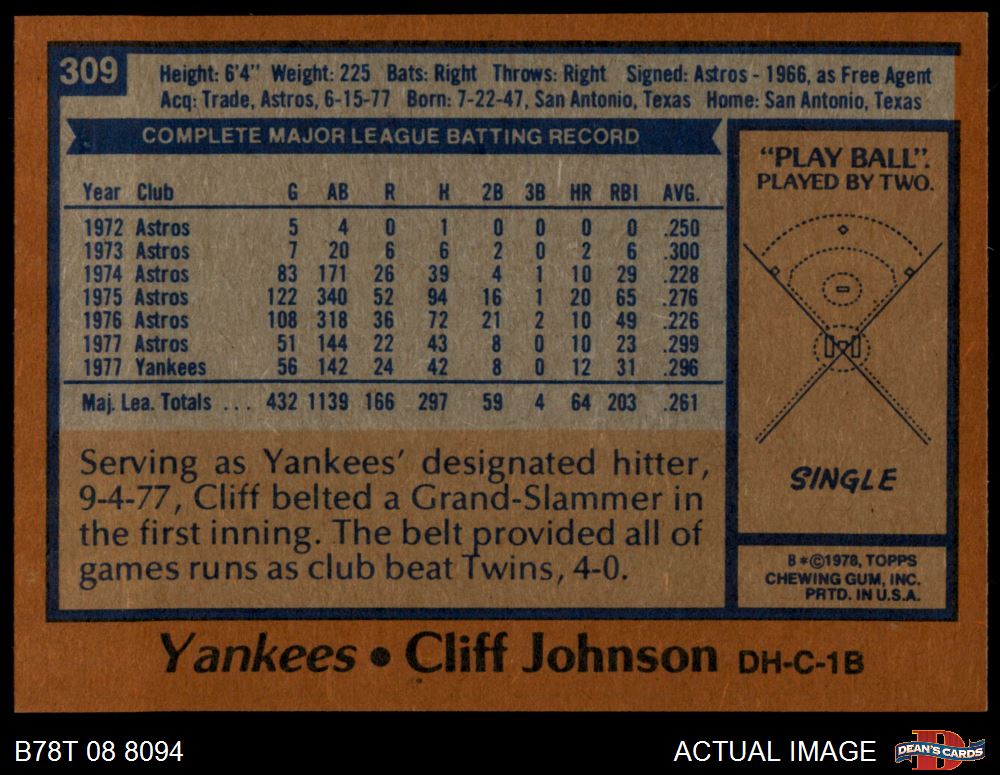 309
Height: 6'4" Weight: 225 Bats: Right Throws: Right Signed: Astros - 1966, as Free Agent
Acq: Trade, Astros, 6-15-77 Born: 7-22-47, San Antonio, Texas Home: San Antonio, Texas
COMPLETE MAJOR LEAGUE BATTING RECORD
Year Club G AB R H 2B 3B HR RBI AVG.
1972 Astros 5 4 0 1 0 0 0 0 .250
1973 Astros 7 20 6 6 2 0 2 6 .300
1974 Astros 83 171 26 39 4 1 10 29 .228
1975 Astros 122 340 52 94 16 1 20 65 .276
1976 Astros 108 318 36 72 21 2 10 49 .226
1977 Astros 51 144 22 43 8 0 10 23 .299
1977 Yankees 56 142 24 42 8 0 12 31 .296
Maj. Lea. Totals ... 432 1139 166 297 59 4 64 203 .261
Serving as Yankees' designated hitter,
9-4-77, Cliff belted a Grand-Slammer in
the first inning. The belt provided all of
games runs as club beat Twins, 4-0.
"PLAY BALL".
PLAYED BY TWO.
SINGLE
B*©1978, TOPPS
CHEWING GUM, INC.
PRTD. IN U.S.A.
Yankees • Cliff Johnson DH-C-1B
B78T 08 8094
ACTUAL IMAGE
D
DEAN'S CARDS